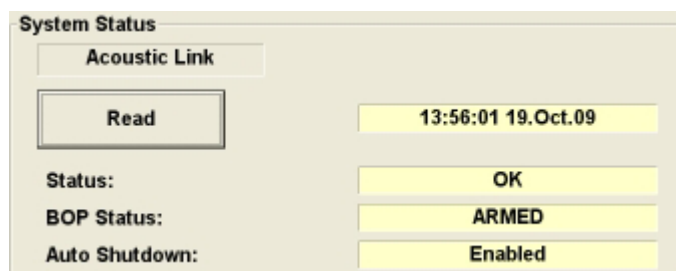 System Status
Acoustic Link
Read 13:56:01 19.Oct.09
Status: OK
BOP Status: ARMED
Auto Shutdown: Enabled